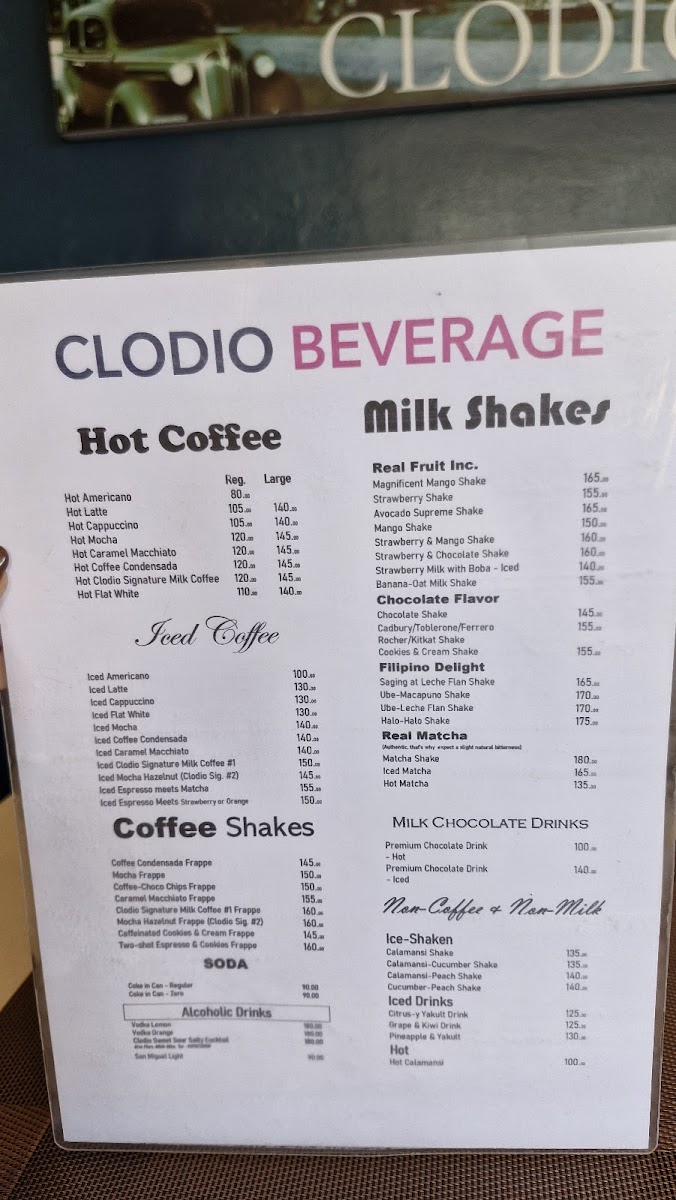 CLODIO
CLODIO BEVERAGE
Hot Coffee
Reg. Large
Hot Americano 80.00
Hot Latte 105.00 140.00
Hot Cappuccino 105.00 140.00
Hot Mocha 120.00 145.00
Hot Caramel Macchiato 120.00 145.00
Hot Coffee Condensada 120.00 145.00
Hot Clodio Signature Milk Coffee 120.00 145.00
Hot Flat White 110.00 140.00
Iced Coffee
Iced Americano 100.00
Iced Latte 130.00
Iced Cappuccino 130.00
Iced Flat White 130.00
Iced Mocha 140.00
Iced Coffee Condensada 140.00
Iced Caramel Macchiato 140.00
Iced Clodio Signature Milk Coffee #1 150.00
Iced Mocha Hazelnut (Clodio Sig. #2) 145.00
Iced Espresso meets Matcha 155.00
Iced Espresso Meets Strawberry or Orange 150.00
Coffee Shakes
Coffee Condensada Frappe 145.00
Mocha Frappe 150.00
Coffee-Choco Chips Frappe 150.00
Caramel Macchiato Frappe 155.00
Clodio Signature Milk Coffee #1 Frappe 160.00
Mocha Hazelnut Frappe (Clodio Sig. #2) 160.00
Caffeinated Cookies & Cream Frappe 145.00
Two-shot Espresso & Cookies Frappe 160.00
SODA
Coke in Can - Regular 90.00
Coke in Can - Zero 90.00
Alcoholic Drinks
Vodka Lemon 180.00
Vodka Orange 180.00
Clodio Sweet Sour Salty Cocktail 180.00
San Miguel Light 90.00
Milk Shakes
Real Fruit Inc.
Magnificent Mango Shake 165.00
Strawberry Shake 155.00
Avocado Supreme Shake 165.00
Mango Shake 150.00
Strawberry & Mango Shake 160.00
Strawberry & Chocolate Shake 160.00
Strawberry Milk with Boba - Iced 140.00
Banana-Oat Milk Shake 155.00
Chocolate Flavor
Chocolate Shake 145.00
Cadbury/Toblerone/Ferrero 155.00
Rocher/Kitkat Shake
Cookies & Cream Shake 155.00
Filipino Delight
Saging at Leche Flan Shake 165.00
Ube-Macapuno Shake 170.00
Ube-Leche Flan Shake 170.00
Halo-Halo Shake 175.00
Real Matcha
(Authentic, that's why expect a slight natural bitterness)
Matcha Shake 180.00
Iced Matcha 165.00
Hot Matcha 135.00
MILK CHOCOLATE DRINKS
Premium Chocolate Drink 100.00
- Hot
Premium Chocolate Drink 140.00
- Iced
Non-Coffee & Non-Milk
Ice-Shaken
Calamansi Shake 135.00
Calamansi-Cucumber Shake 135.00
Calamansi-Peach Shake 140.00
Cucumber-Peach Shake 140.00
Iced Drinks
Citrus-y Yakult Drink 125.00
Grape & Kiwi Drink 125.00
Pineapple & Yakult 130.00
Hot
Hot Calamansi 100.00